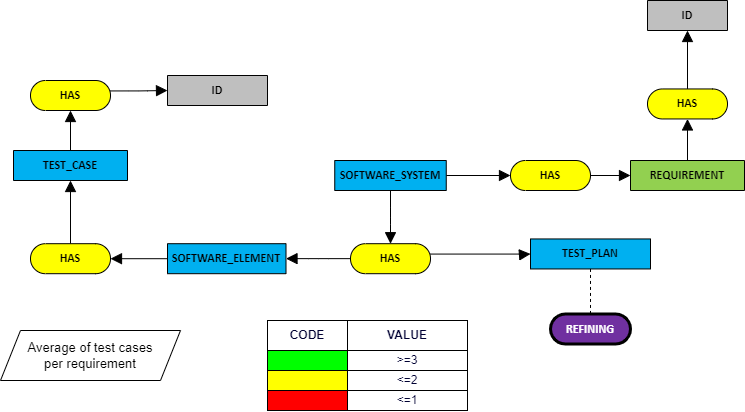 ID
HAS
ID
HAS
TEST_CASE
SOFTWARE_SYSTEM
HAS
REQUIREMENT
HAS
SOFTWARE_ELEMENT
HAS
TEST_PLAN
REFINING
Average of test cases
per requirement
CODE VALUE
>=3
<=2
<=1